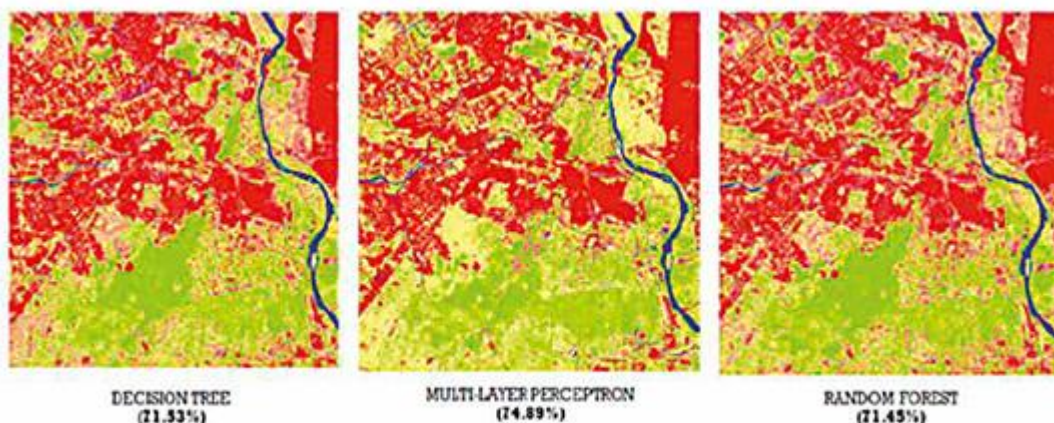 DECISION TREE
(71.53%)
MULTI-LAYER PERCEPTRON
(74.89%)
RANDOM FOREST
(71.45%)